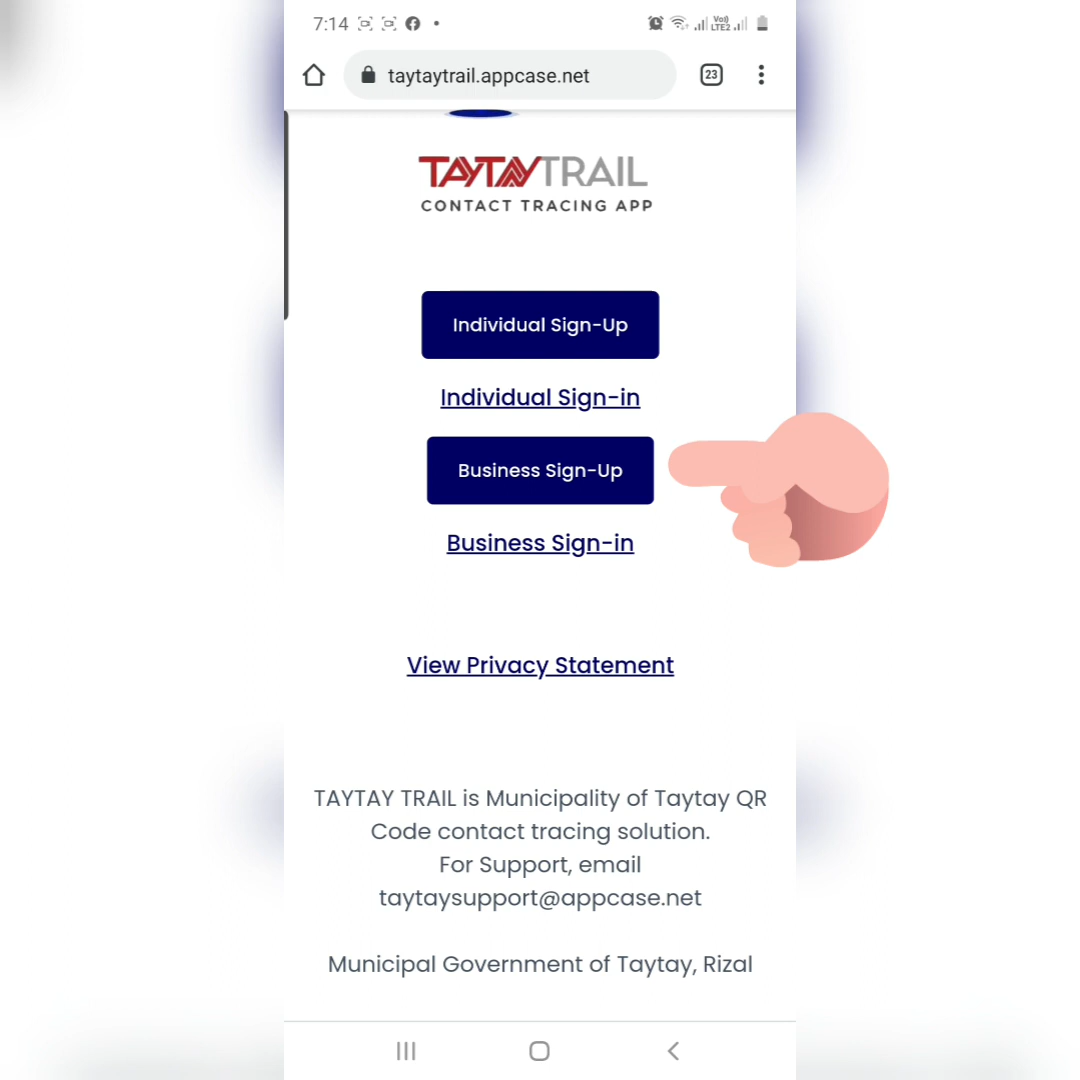 7:14
Vo)) LTE2
taytaytrail.appcase.net
23
TAYTAYTRAIL
CONTACT TRACING APP
Individual Sign-Up
Individual Sign-in
Business Sign-Up
Business Sign-in
View Privacy Statement
TAYTAY TRAIL is Municipality of Taytay QR
Code contact tracing solution.
For Support, email
taytaysupport@appcase.net
Municipal Government of Taytay, Rizal